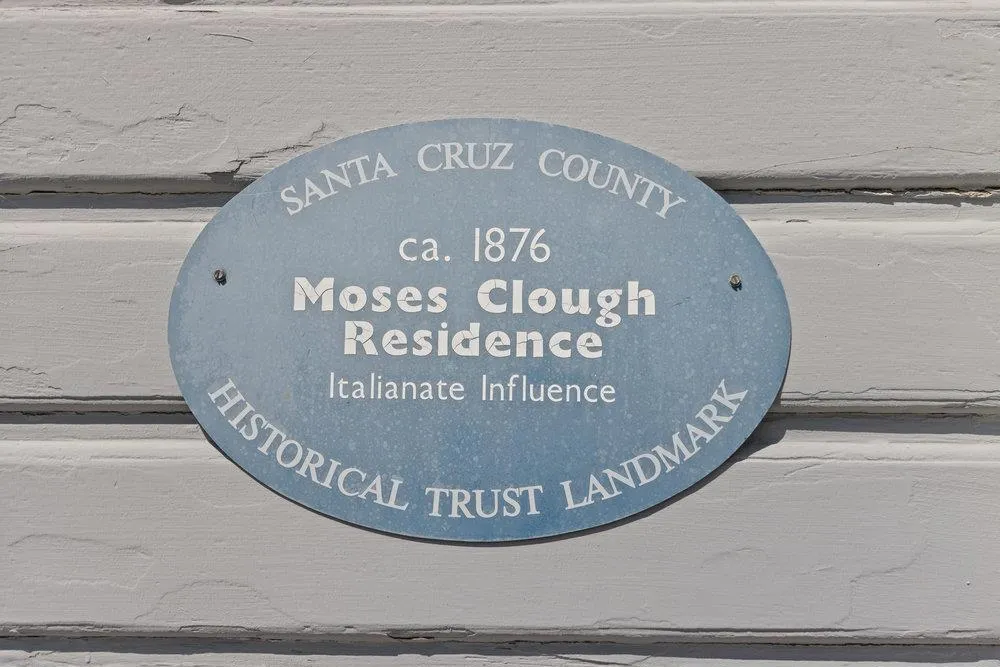 SANTA CRUZ COUNTY
ca. 1876
Moses Clough
Residence
Italianate Influence
HISTORICAL TRUST LANDMARK